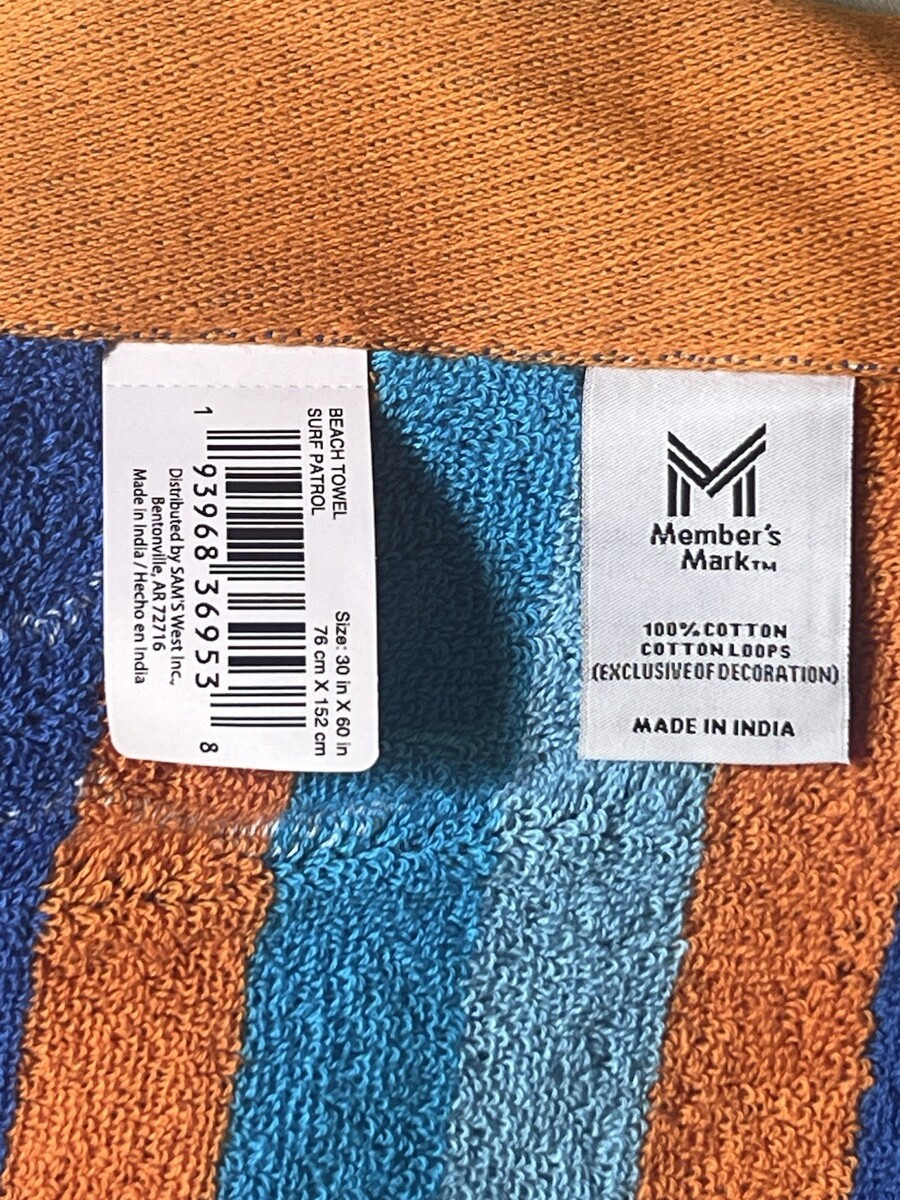 BEACH TOWEL
SURF PATROL
Size: 30 in X 60 in
76 cm X 152 cm
1 93968 36953 8
Distributed by SAM'S West Inc.,
Bentonville, AR 72716
Made in India / Hecho en India
Member's
Mark™
100% COTTON
COTTON LOOPS
(EXCLUSIVE OF DECORATION)
MADE IN INDIA